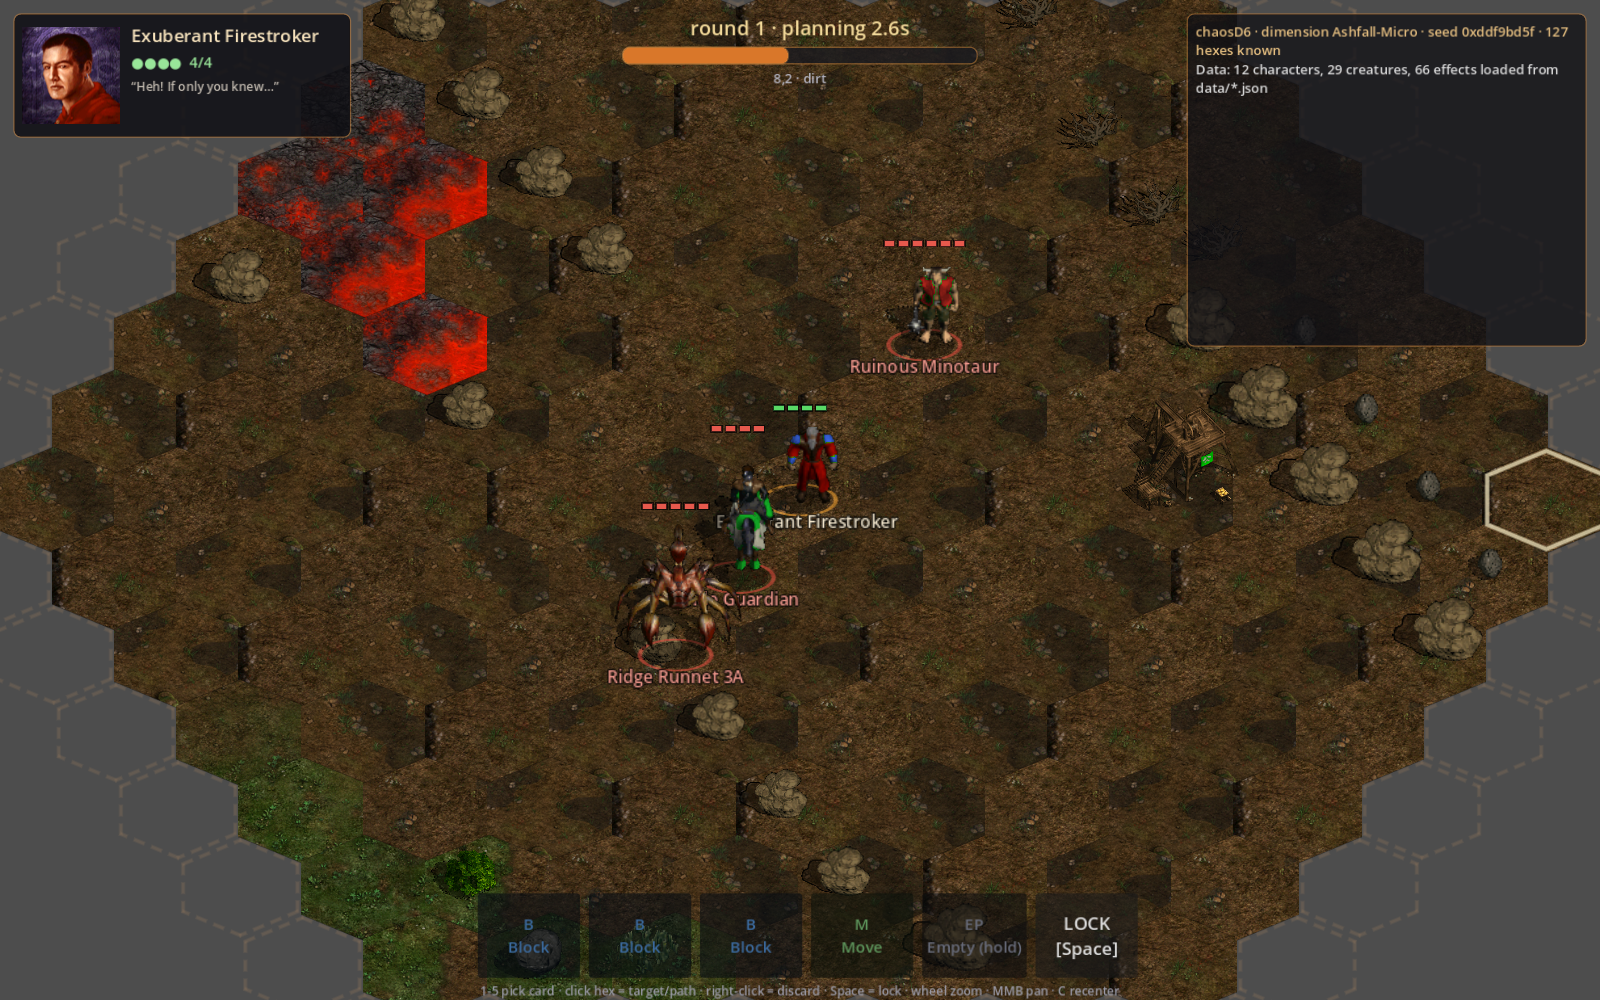 Exuberant Firestroker
4/4
“Heh! If only you knew…”
round 1 · planning 2.6s
8,2 · dirt
chaosD6 · dimension Ashfall-Micro · seed 0xddf9bd5f · 127
hexes known
Data: 12 characters, 29 creatures, 66 effects loaded from
data/*.json
Ruinous Minotaur
Firestroker
Guardian
Ridge Runnet 3A
B
Block
B
Block
B
Block
M
Move
EP
Empty (hold)
LOCK
[Space]
1-5 pick card · click hex = target/path · right-click = discard · Space = lock · wheel zoom · MMB pan · C recenter